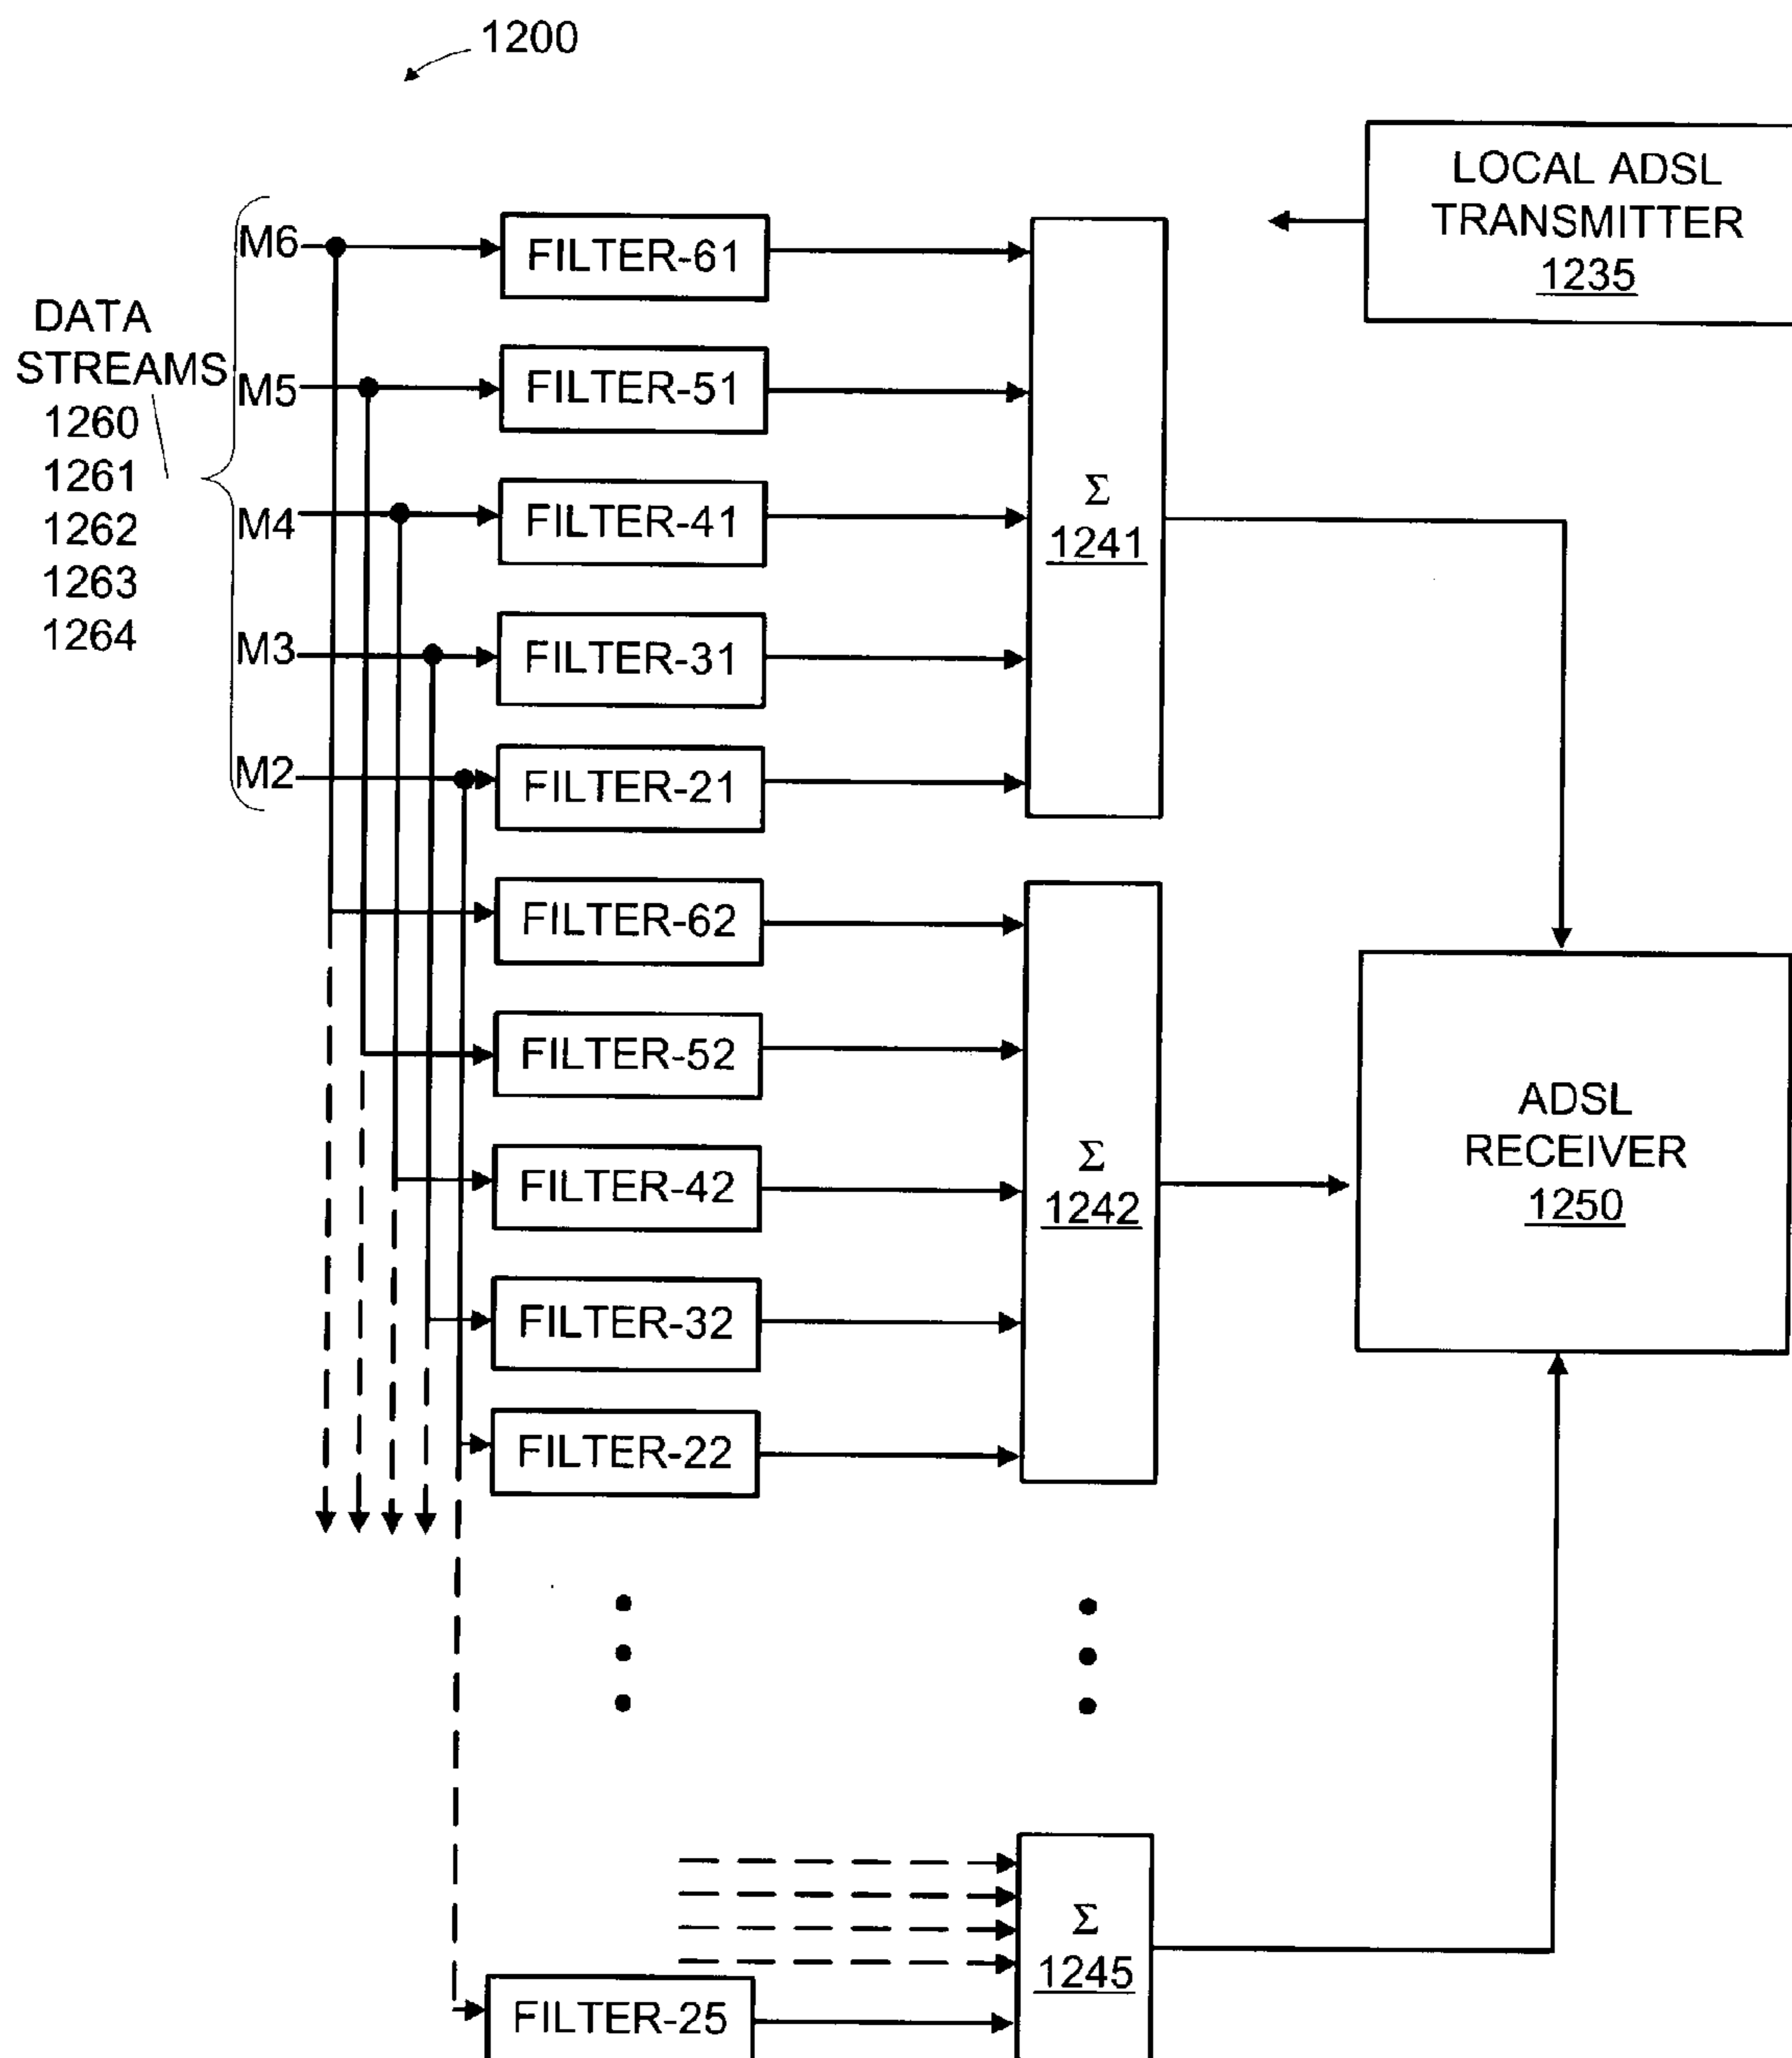 1200
LOCAL ADSL
TRANSMITTER
1235
DATA
STREAMS
1260
1261
1262
1263
1264
M6
FILTER-61
M5
FILTER-51
M4
FILTER-41
M3
FILTER-31
M2
FILTER-21
Σ
1241
FILTER-62
FILTER-52
FILTER-42
FILTER-32
FILTER-22
Σ
1242
ADSL
RECEIVER
1250
Σ
1245
FILTER-25